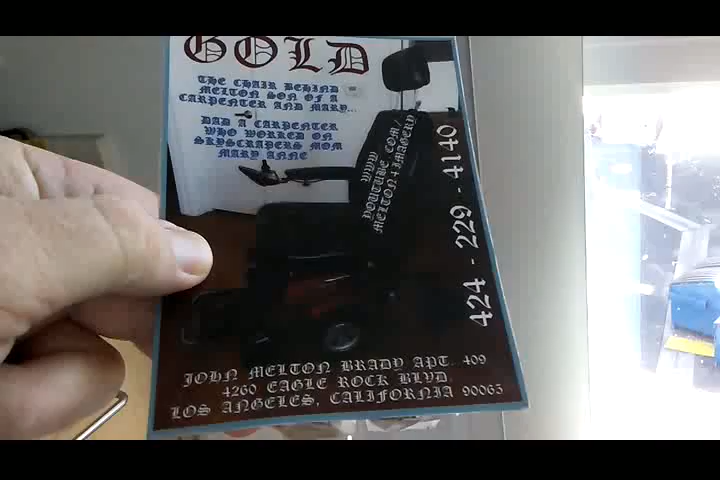 GOLD
THE CHAIR BEHIND
MELTON SON OF A
CARPENTER AND MARY...
DAD A CARPENTER
WHO WORKED ON
SKYSCRAPERS MOM
MARY ANNE
WWW
YOUTUBE.COM/
MELTON4IMAGERY
424 - 229 - 4140
JOHN MELTON BRADY APT. 409
4260 EAGLE ROCK BLVD.
LOS ANGELES, CALIFORNIA 90065